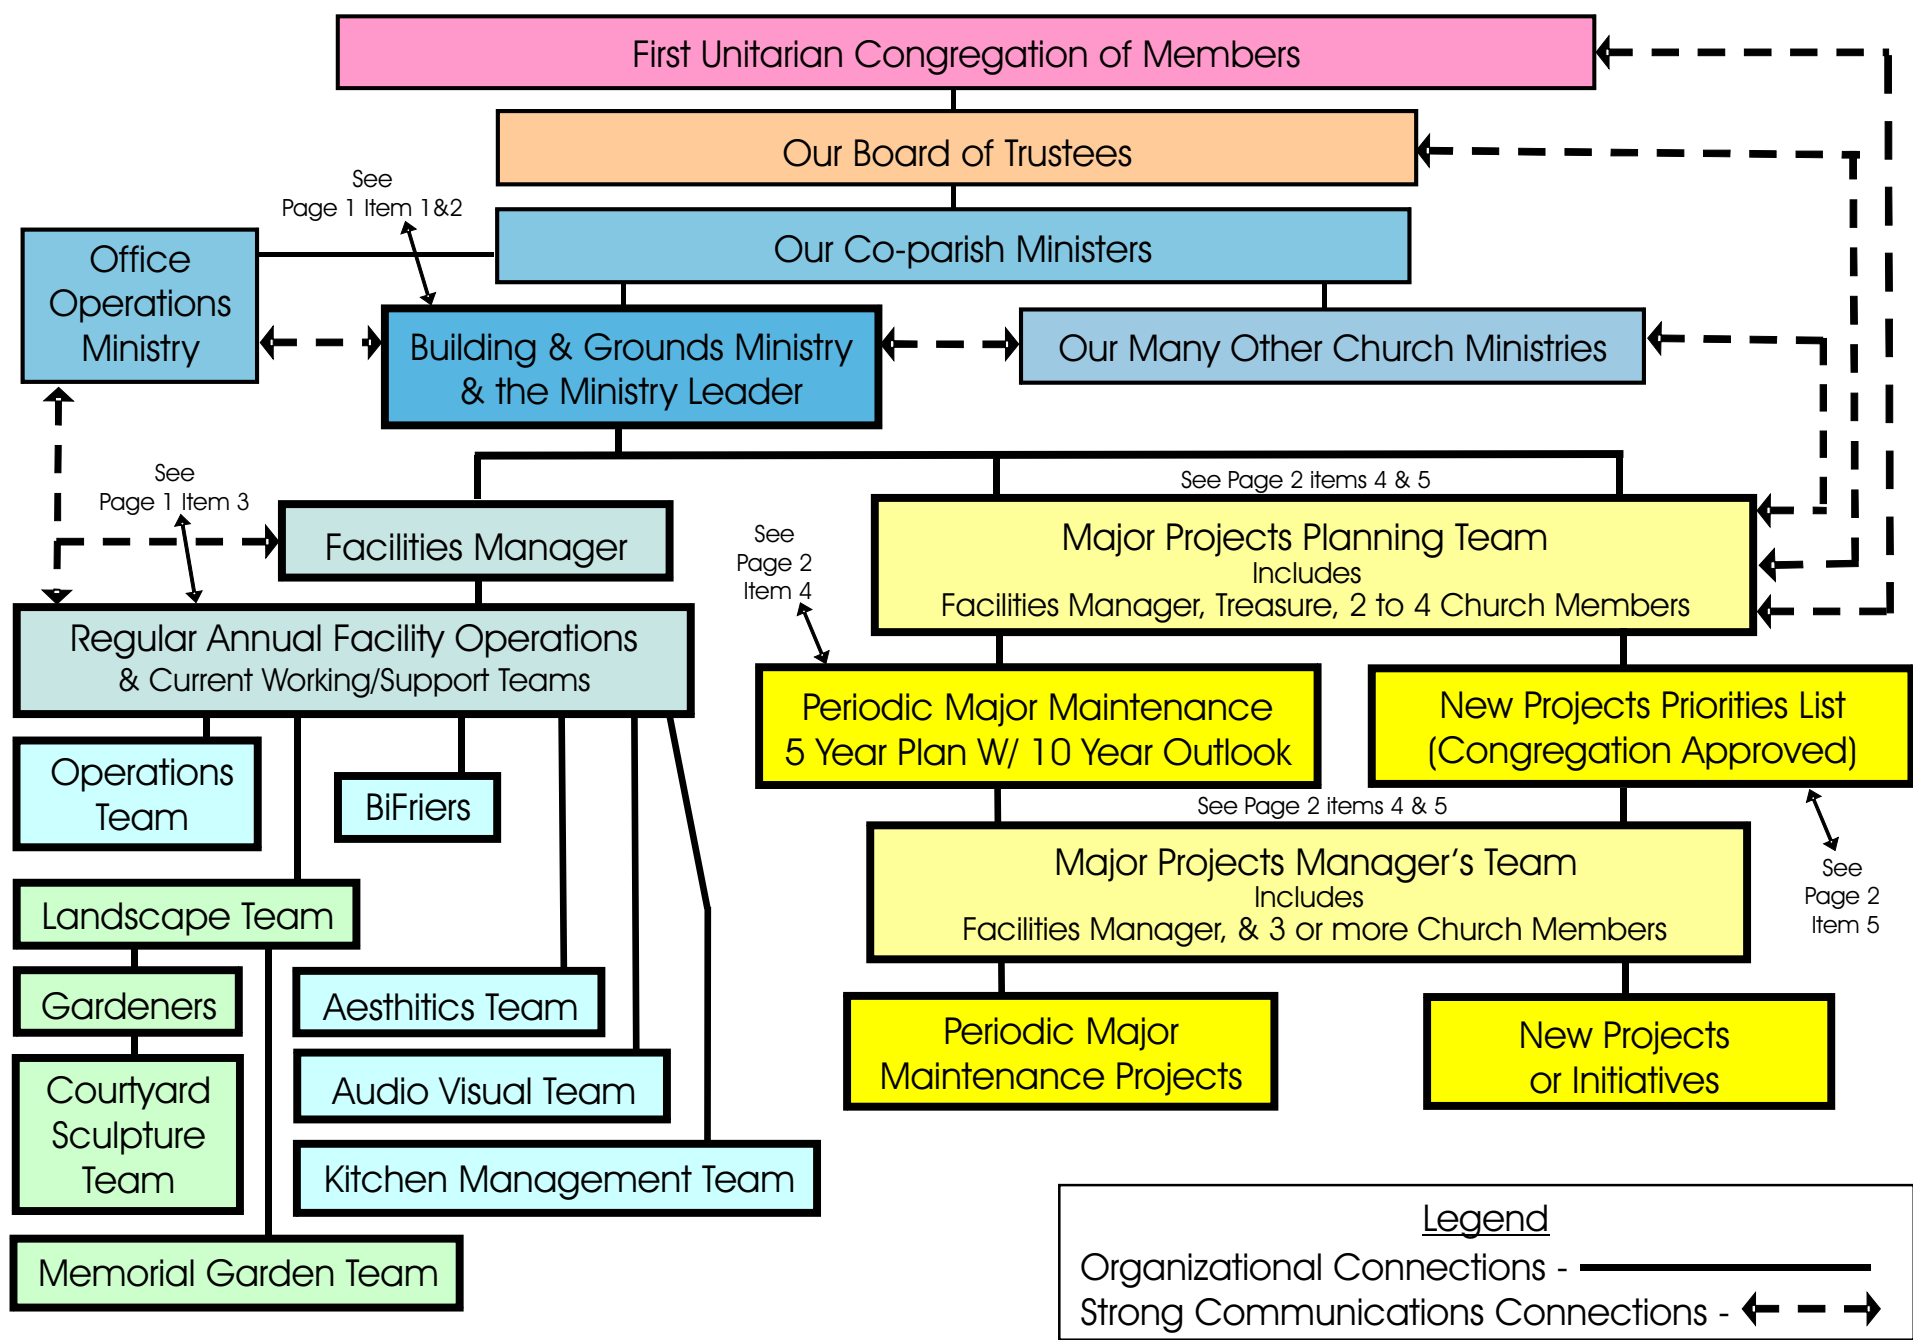 First Unitarian Congregation of Members
Our Board of Trustees
See
Page 1 Item 1&2
Our Co-parish Ministers
Office
Operations
Ministry
Building & Grounds Ministry
& the Ministry Leader
Our Many Other Church Ministries
See
Page 1 Item 3
See Page 2 items 4 & 5
Facilities Manager
See
Page 2
Item 4
Major Projects Planning Team
Includes
Facilities Manager, Treasure, 2 to 4 Church Members
Regular Annual Facility Operations
& Current Working/Support Teams
Periodic Major Maintenance
5 Year Plan W/ 10 Year Outlook
New Projects Priorities List
(Congregation Approved)
Operations
Team
BiFriers
See Page 2 items 4 & 5
Major Projects Manager's Team
Includes
Facilities Manager, & 3 or more Church Members
See
Page 2
Item 5
Landscape Team
Gardeners
Aesthitics Team
Periodic Major
Maintenance Projects
New Projects
or Initiatives
Courtyard
Sculpture
Team
Audio Visual Team
Kitchen Management Team
Memorial Garden Team
Legend
Organizational Connections -
Strong Communications Connections -